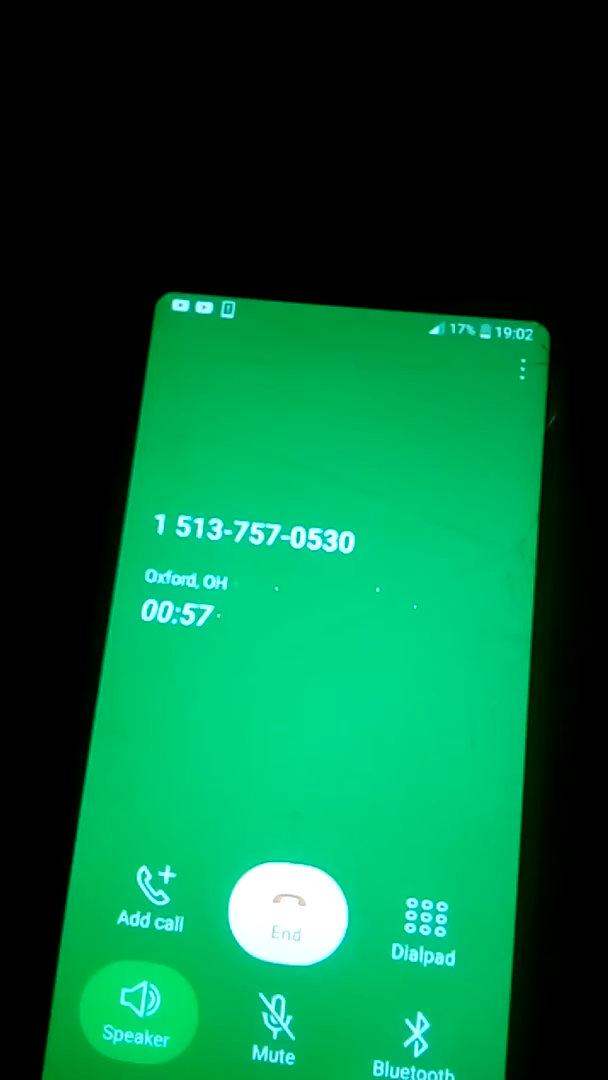 17% 19:02
1 513-757-0530
Oxford, OH
00:57
Add call
End
Dialpad
Speaker
Mute
Bluetooth